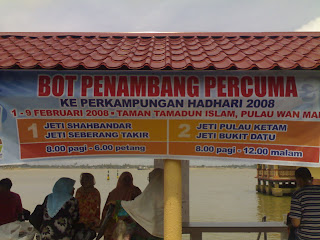 BOT PENAMBANG PERCUMA
KE PERKAMPUNGAN HADHARI 2008
1 - 9 FEBRUARI 2008 • TAMAN TAMADUN ISLAM, PULAU WAN MA
1 JETI SHAHBANDAR
JETI SEBERANG TAKIR
8.00 pagi - 6.00 petang
2 JETI PULAU KETAM
JETI BUKIT DATU
8.00 pagi - 12.00 malam